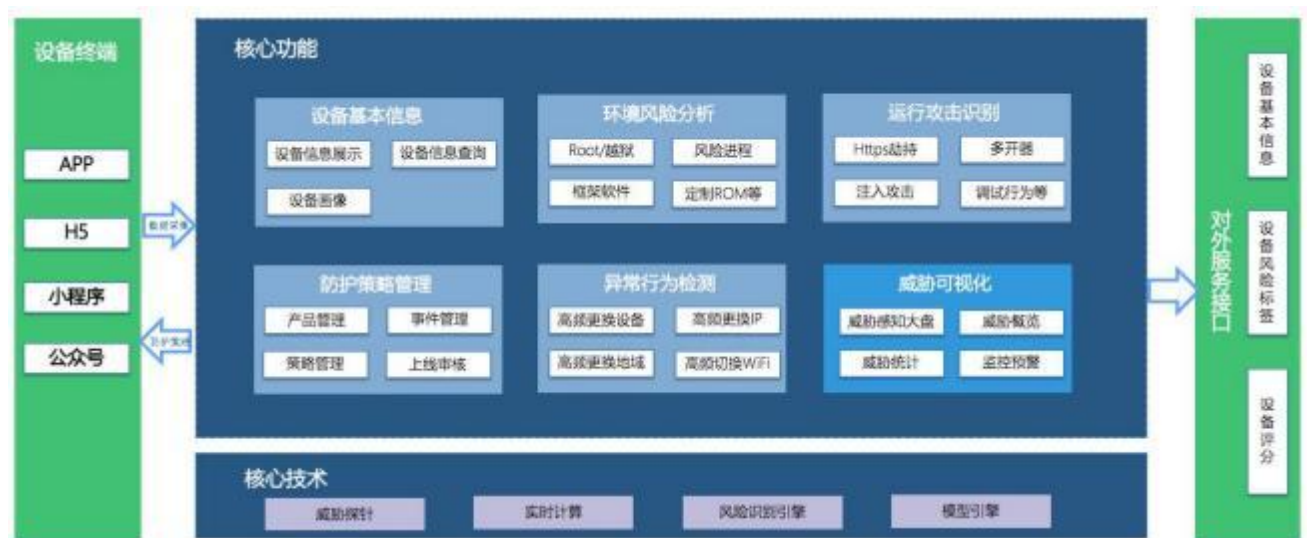 设备终端
APP
H5
小程序
公众号
数据采集
防护策略
核心功能
设备基本信息
设备信息展示
设备信息查询
设备画像
环境风险分析
Root/越狱
风险进程
框架软件
定制ROM等
运行攻击识别
Https劫持
多开器
注入攻击
调试行为等
防护策略管理
产品管理
事件管理
策略管理
上线审核
异常行为检测
高频更换设备
高频更换IP
高频更换地域
高频切换WiFi
威胁可视化
威胁感知大盘
威胁概览
威胁统计
监控预警
核心技术
威胁探针
实时计算
风险识别引擎
模型引擎
对外服务接口
设备基本信息
设备风险标签
设备评分